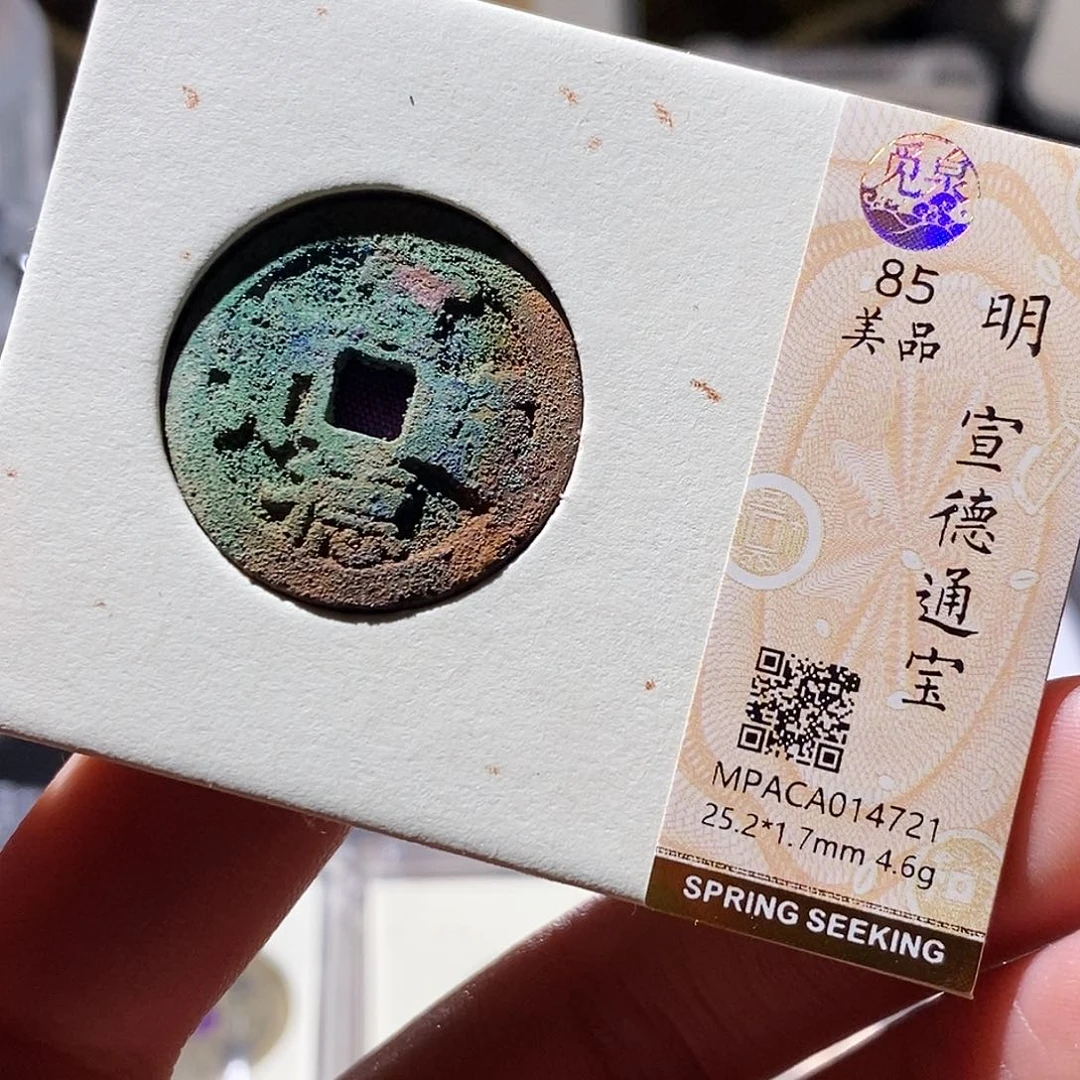 觅泉
85
美品
明
宣德通宝
MPACA014721
25.2*1.7mm 4.6g
SPRING SEEKING